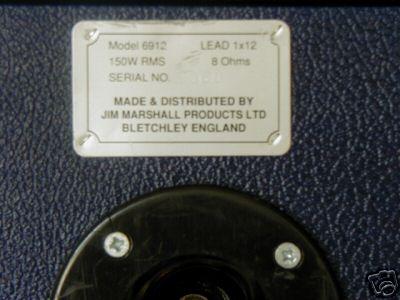 Model 6912 LEAD 1x12
150W RMS 8 Ohms
SERIAL NO.
MADE & DISTRIBUTED BY
JIM MARSHALL PRODUCTS LTD
BLETCHLEY ENGLAND